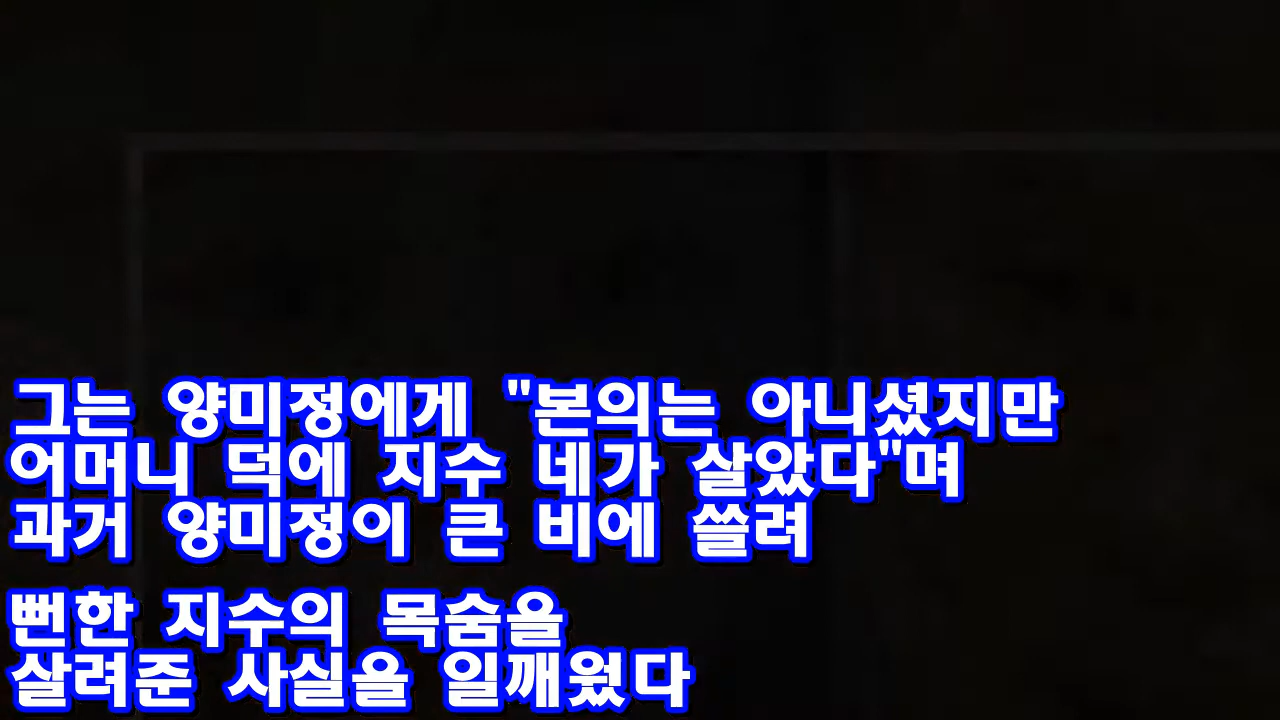 그는 양미정에게 "본의는 아니셨지만
어머니 덕에 지수 네가 살았다"며
과거 양미정이 큰 비에 쓸려
뻔한 지수의 목숨을
살려준 사실을 일깨웠다